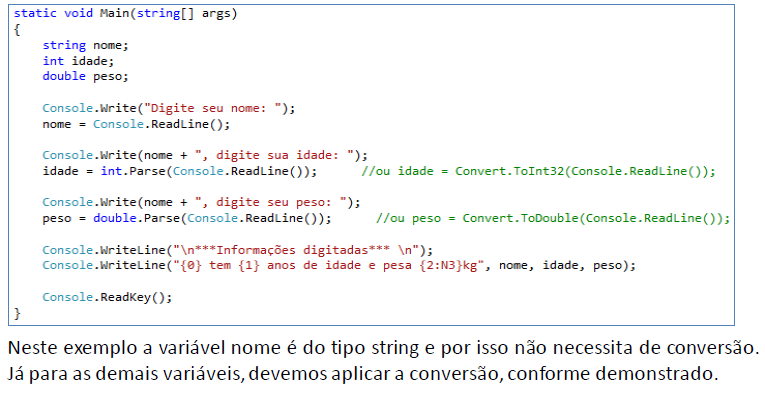 static void Main(string[] args)
{
    string nome;
    int idade;
    double peso;

    Console.Write("Digite seu nome: ");
    nome = Console.ReadLine();

    Console.Write(nome + ", digite sua idade: ");
    idade = int.Parse(Console.ReadLine());      //ou idade = Convert.ToInt32(Console.ReadLine());

    Console.Write(nome + ", digite seu peso: ");
    peso = double.Parse(Console.ReadLine());      //ou peso = Convert.ToDouble(Console.ReadLine());

    Console.WriteLine("\n***Informações digitadas*** \n");
    Console.WriteLine("{0} tem {1} anos de idade e pesa {2:N3}kg", nome, idade, peso);

    Console.ReadKey();
}
Neste exemplo a variável nome é do tipo string e por isso não necessita de conversão.
Já para as demais variáveis, devemos aplicar a conversão, conforme demonstrado.